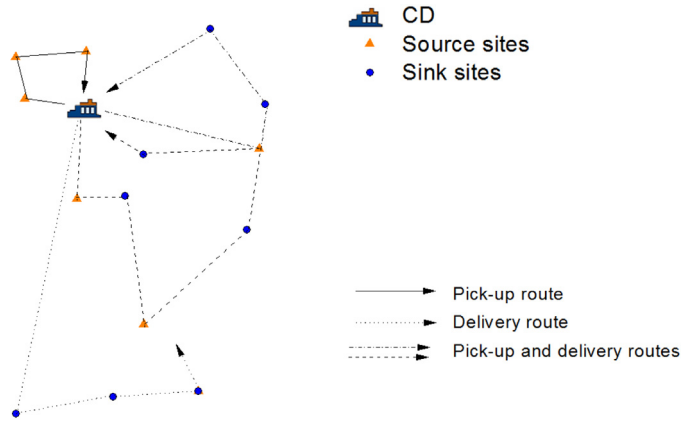 CD
Source sites
Sink sites
Pick-up route
Delivery route
Pick-up and delivery routes